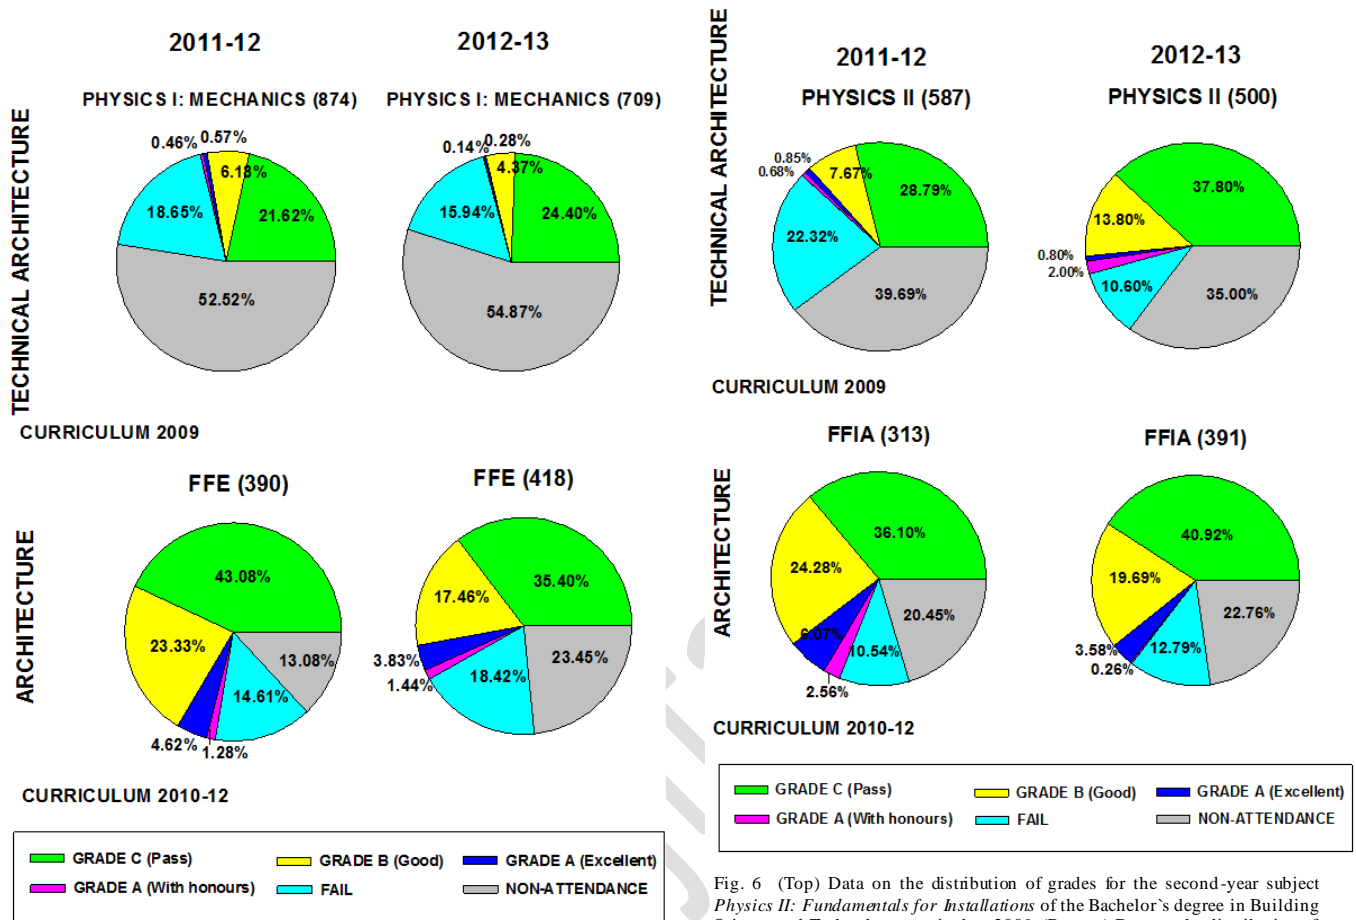 2011-12
2012-13
PHYSICS I: MECHANICS (874)
PHYSICS I: MECHANICS (709)
TECHNICAL ARCHITECTURE
0.46%
0.57%
6.18%
18.65%
21.62%
52.52%
0.14%
0.28%
4.37%
15.94%
24.40%
54.87%
CURRICULUM 2009
FFE (390)
FFE (418)
ARCHITECTURE
43.08%
23.33%
13.08%
14.61%
4.62%
1.28%
35.40%
17.46%
3.83%
1.44%
18.42%
23.45%
CURRICULUM 2010-12
GRADE C (Pass)
GRADE B (Good)
GRADE A (Excellent)
GRADE A (With honours)
FAIL
NON-ATTENDANCE
2011-12
2012-13
PHYSICS II (587)
PHYSICS II (500)
TECHNICAL ARCHITECTURE
0.85%
0.68%
7.67%
28.79%
22.32%
39.69%
37.80%
13.80%
0.80%
2.00%
10.60%
35.00%
CURRICULUM 2009
FFIA (313)
FFIA (391)
ARCHITECTURE
36.10%
24.28%
6.07%
10.54%
20.45%
2.56%
40.92%
19.69%
3.58%
0.26%
12.79%
22.76%
CURRICULUM 2010-12
GRADE C (Pass)
GRADE B (Good)
GRADE A (Excellent)
GRADE A (With honours)
FAIL
NON-ATTENDANCE
Fig. 6 (Top) Data on the distribution of grades for the second-year subject
Physics II: Fundamentals for Installations of the Bachelor`s degree in Building